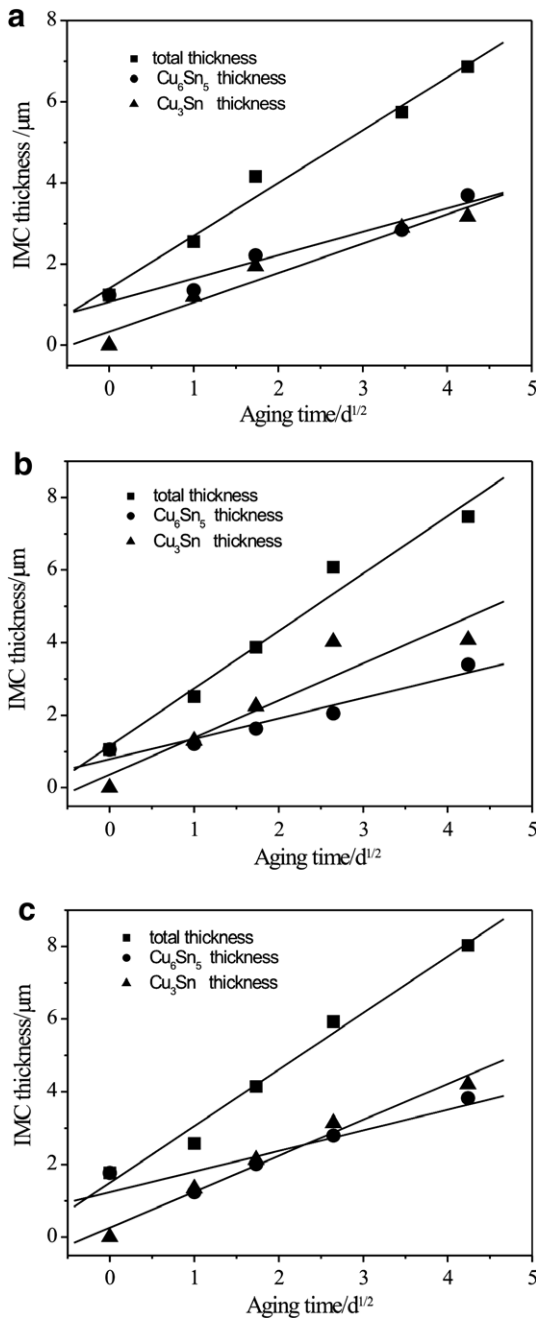 a
8
6
4
2
0
IMC thickness /μm
total thickness
Cu₆Sn₅ thickness
Cu₃Sn thickness
0 1 2 3 4 5
Aging time/d¹/²
b
8
6
4
2
0
IMC thickness/μm
total thickness
Cu₆Sn₅ thickness
Cu₃Sn thickness
0 1 2 3 4 5
Aging time/d¹/²
c
8
6
4
2
0
IMC thickness/μm
total thickness
Cu₆Sn₅ thickness
Cu₃Sn thickness
0 1 2 3 4 5
Aging time/d¹/²